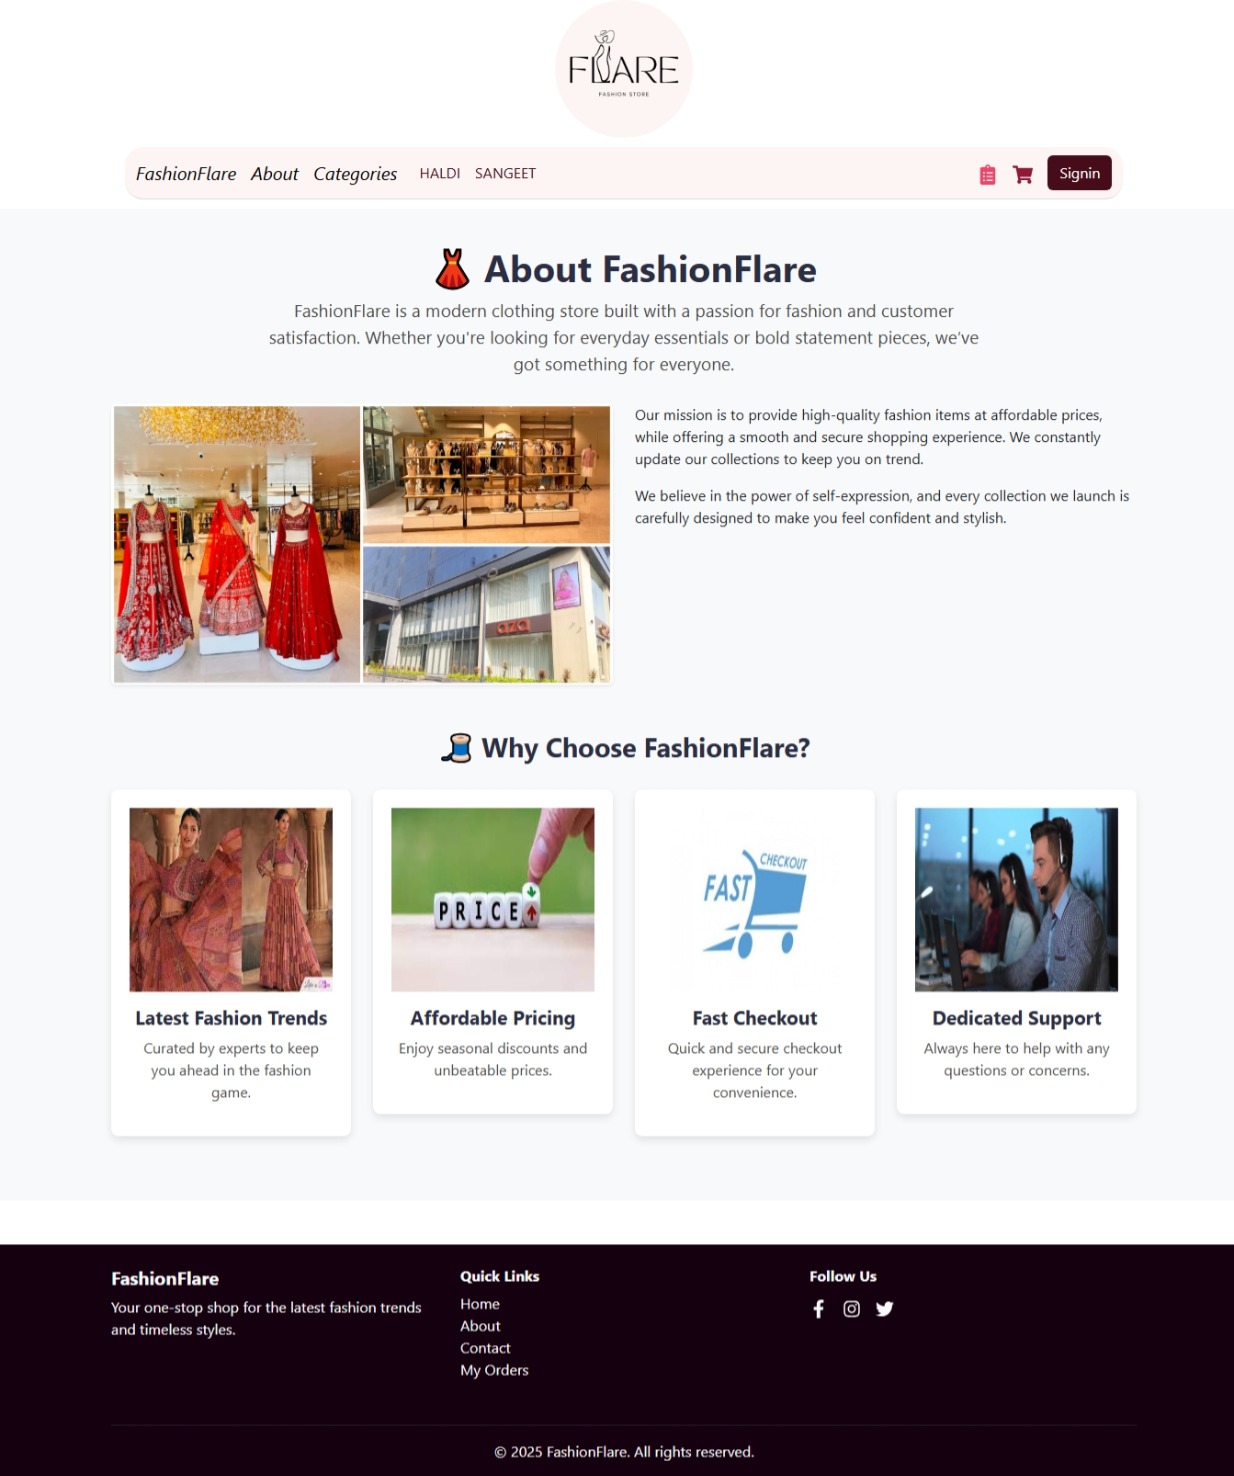 FLARE
FASHION STORE
FashionFlare About Categories HALDI SANGEET Signin
About FashionFlare
FashionFlare is a modern clothing store built with a passion for fashion and customer
satisfaction. Whether you're looking for everyday essentials or bold statement pieces, we’ve
got something for everyone.
Our mission is to provide high-quality fashion items at affordable prices,
while offering a smooth and secure shopping experience. We constantly
update our collections to keep you on trend.
We believe in the power of self-expression, and every collection we launch is
carefully designed to make you feel confident and stylish.
aza
Why Choose FashionFlare?
PRICE
FAST CHECKOUT
Latest Fashion Trends
Curated by experts to keep
you ahead in the fashion
game.
Affordable Pricing
Enjoy seasonal discounts and
unbeatable prices.
Fast Checkout
Quick and secure checkout
experience for your
convenience.
Dedicated Support
Always here to help with any
questions or concerns.
FashionFlare
Your one-stop shop for the latest fashion trends
and timeless styles.
Quick Links
Home
About
Contact
My Orders
Follow Us
© 2025 FashionFlare. All rights reserved.